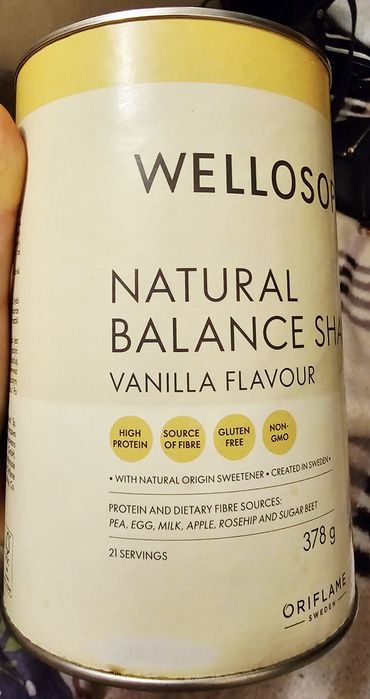 WELLOSO
NATURAL
BALANCE SHA
VANILLA FLAVOUR
HIGH
PROTEIN
SOURCE
OF FIBRE
GLUTEN
FREE
NON-
GMO
• WITH NATURAL ORIGIN SWEETENER • CREATED IN SWEDEN •
PROTEIN AND DIETARY FIBRE SOURCES:
PEA, EGG, MILK, APPLE, ROSEHIP AND SUGAR BEET
21 SERVINGS
378 g
ORIFLAME
SWEDEN